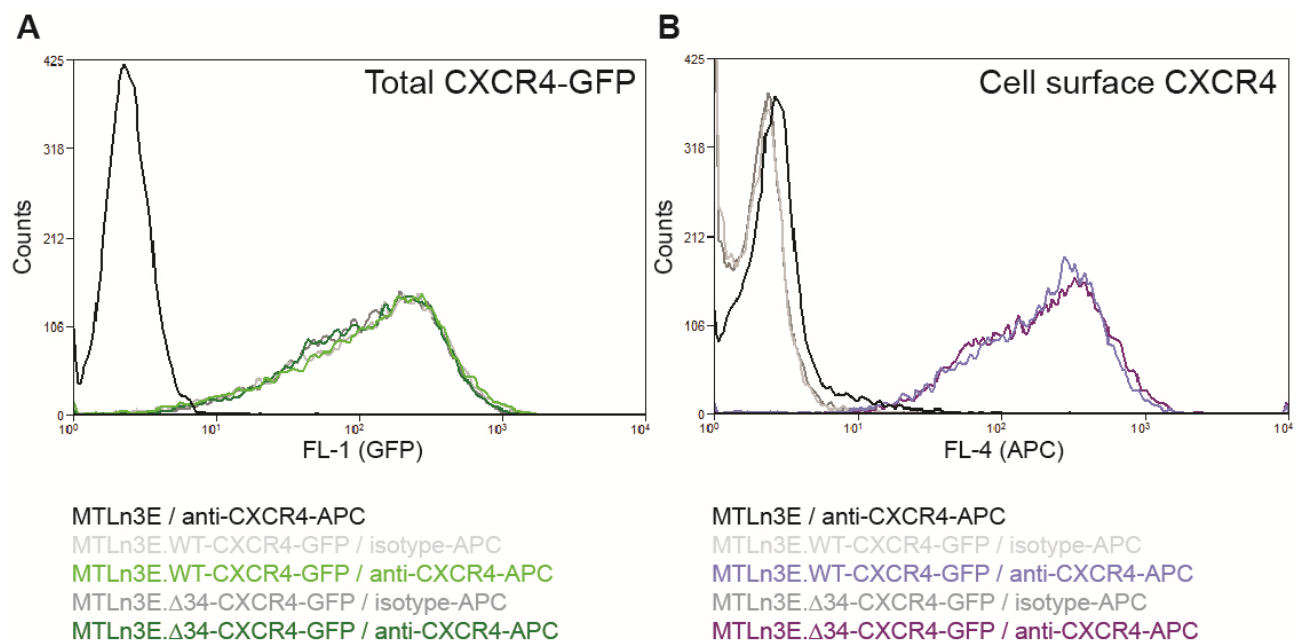 A
B
Total CXCR4-GFP
Cell surface CXCR4
425
318
212
106
0
Counts
10⁰
10¹
10²
10³
10⁴
FL-1 (GFP)
425
318
212
106
0
Counts
10⁰
10¹
10²
10³
10⁴
FL-4 (APC)
MTLn3E / anti-CXCR4-APC
MTLn3E.WT-CXCR4-GFP / isotype-APC
MTLn3E.WT-CXCR4-GFP / anti-CXCR4-APC
MTLn3E.Δ34-CXCR4-GFP / isotype-APC
MTLn3E.Δ34-CXCR4-GFP / anti-CXCR4-APC
MTLn3E / anti-CXCR4-APC
MTLn3E.WT-CXCR4-GFP / isotype-APC
MTLn3E.WT-CXCR4-GFP / anti-CXCR4-APC
MTLn3E.Δ34-CXCR4-GFP / isotype-APC
MTLn3E.Δ34-CXCR4-GFP / anti-CXCR4-APC